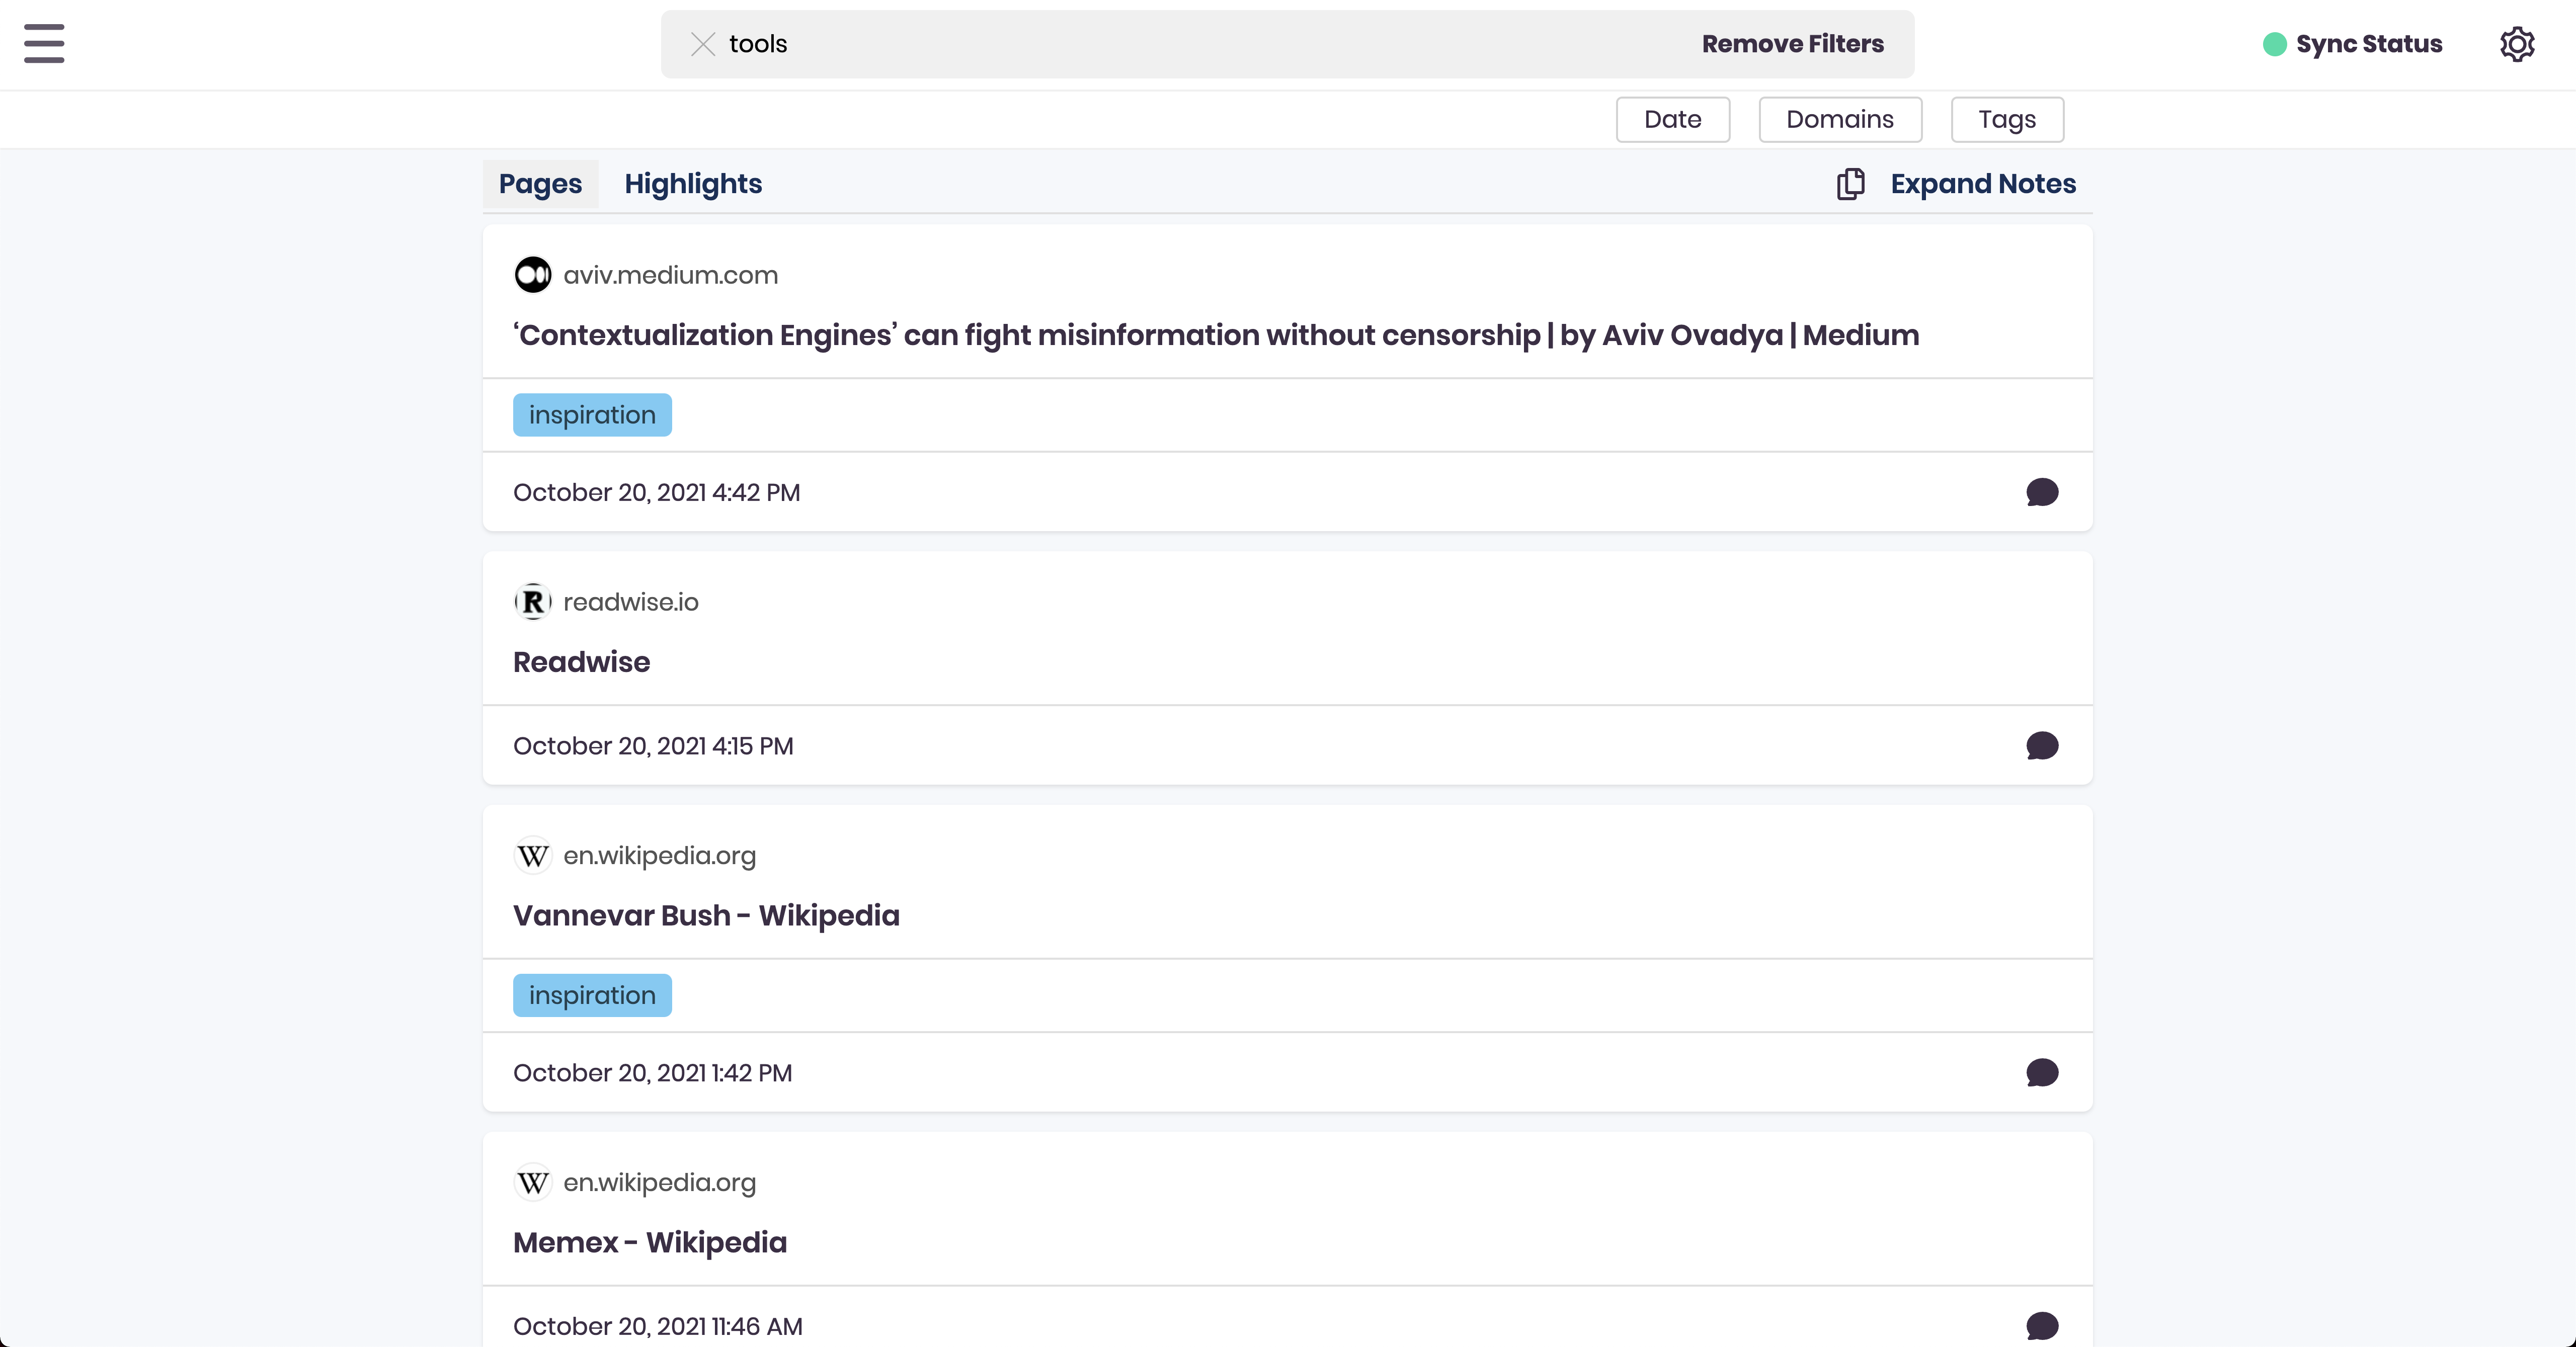 tools
Remove Filters
Sync Status
Date
Domains
Tags
Pages
Highlights
Expand Notes
aviv.medium.com
‘Contextualization Engines’ can fight misinformation without censorship | by Aviv Ovadya | Medium
inspiration
October 20, 2021 4:42 PM
R
readwise.io
Readwise
October 20, 2021 4:15 PM
W
en.wikipedia.org
Vannevar Bush - Wikipedia
inspiration
October 20, 2021 1:42 PM
W
en.wikipedia.org
Memex - Wikipedia
October 20, 2021 11:46 AM